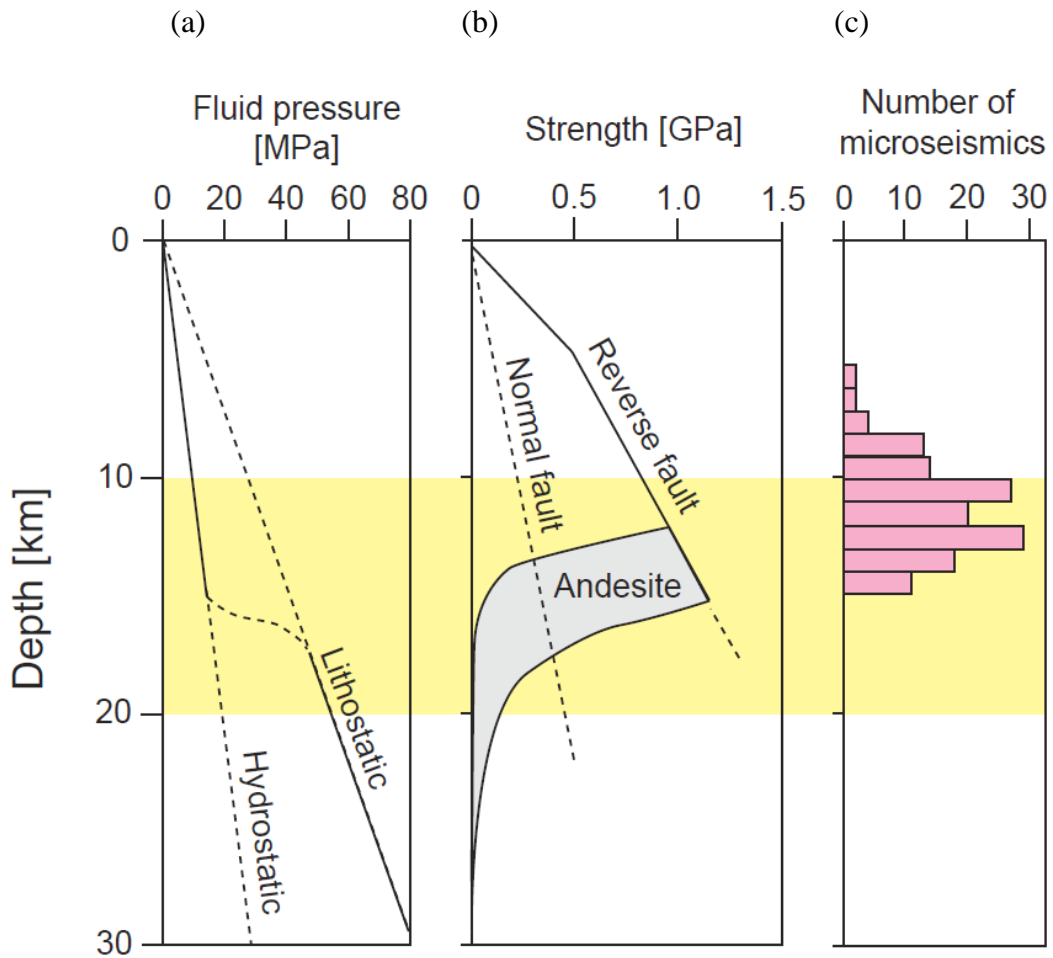 (a)
(b)
(c)
Fluid pressure
[MPa]
Strength [GPa]
Number of
microseismics
0 20 40 60 80
0 0.5 1.0 1.5
0 10 20 30
Depth [km]
0
10
20
30
Hydrostatic
Lithostatic
Normal fault
Reverse fault
Andesite